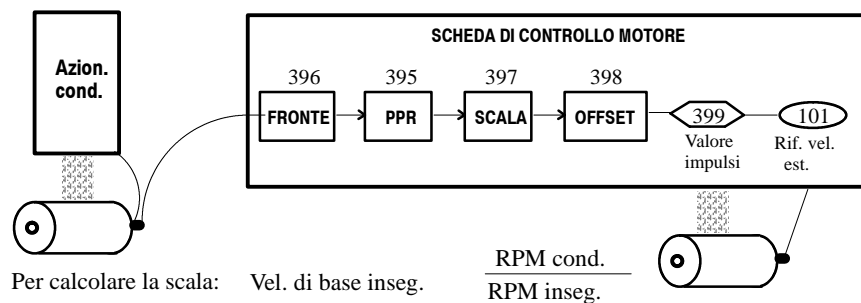 SCHEDA DI CONTROLLO MOTORE
Azion.
cond.
396 395 397 398
FRONTE PPR SCALA OFFSET 399 101
Valore
impulsi
Rif. vel.
est.
Per calcolare la scala: Vel. di base inseg. RPM cond.
RPM inseg.